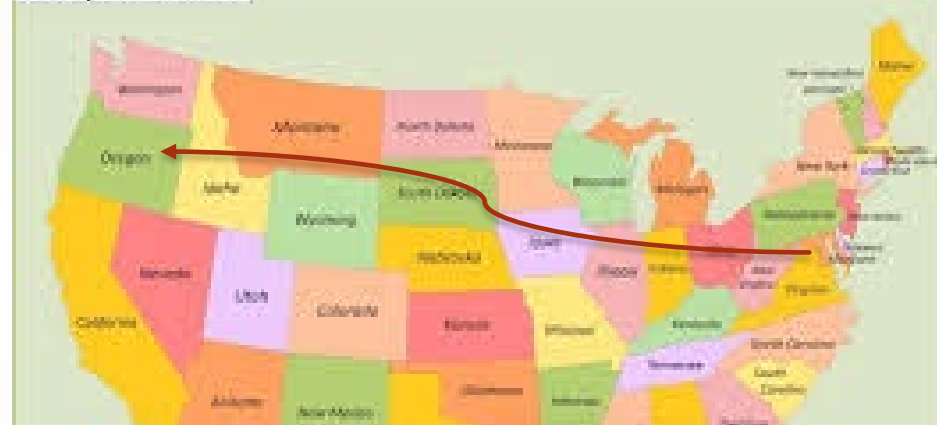 Maine
Washington
Montana
North Dakota
Minnesota
Oregon
Wisconsin
New York
Idaho
South Dakota
Michigan
Wyoming
Pennsylvania
Iowa
Nebraska
Ohio
Nevada
Illinois
Indiana
Utah
Virginia
Colorado
California
Kansas
Missouri
Kentucky
North Carolina
Tennessee
South
Carolina
Oklahoma
Arizona
New Mexico
Arkansas